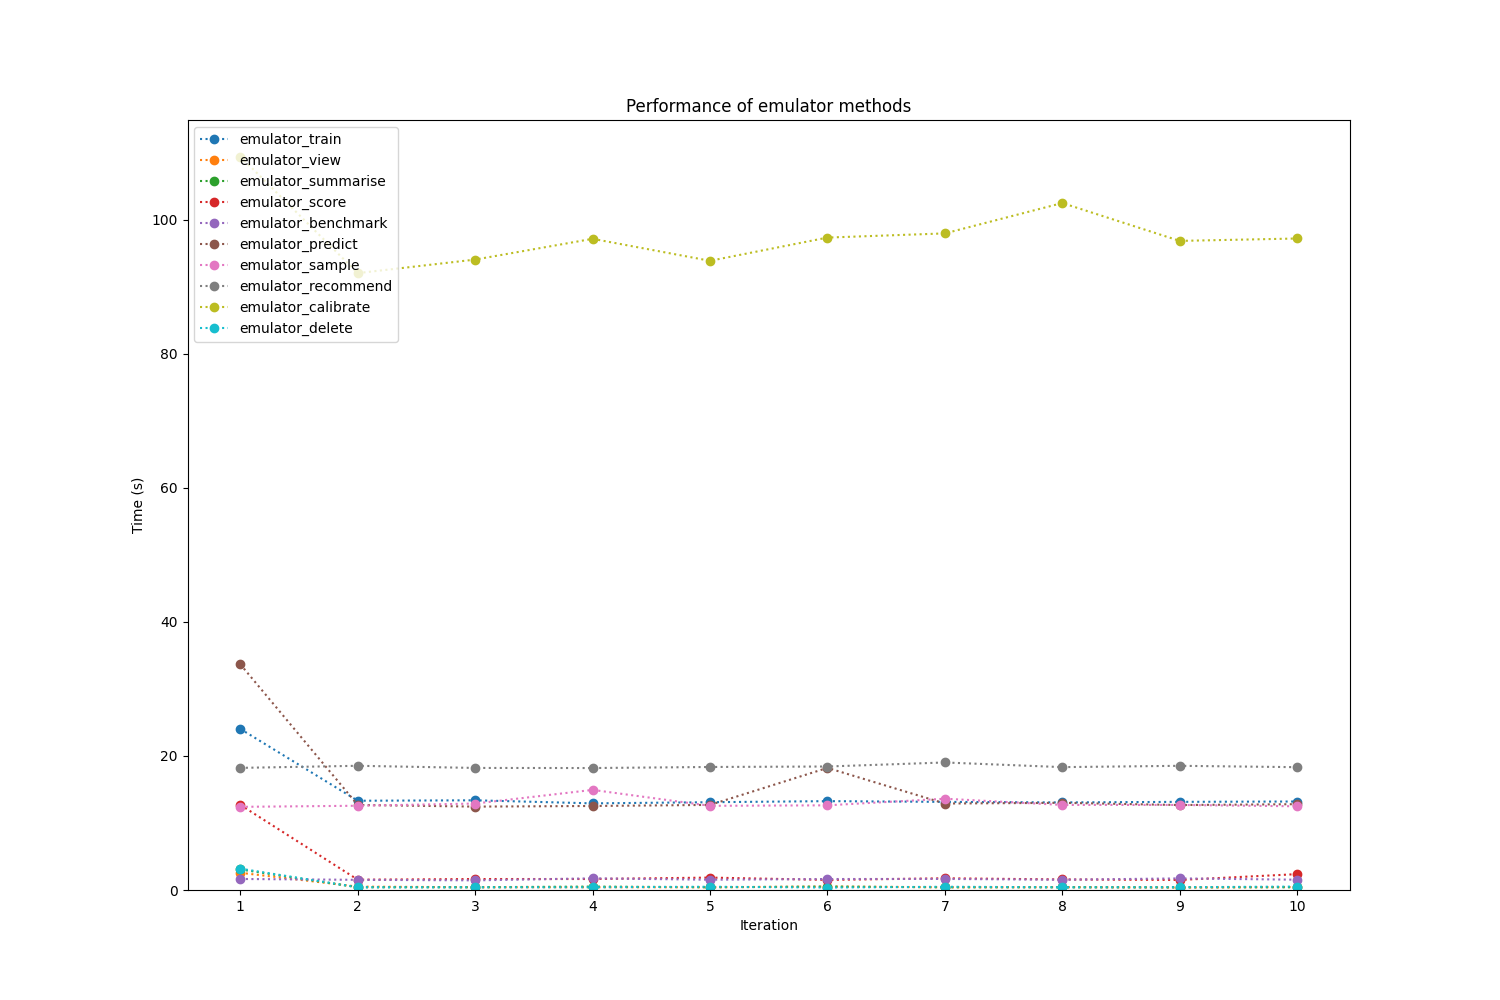 Performance of emulator methods
emulator_train
emulator_view
emulator_summarise
emulator_score
emulator_benchmark
emulator_predict
emulator_sample
emulator_recommend
emulator_calibrate
emulator_delete
100
80
60
40
20
0
Time (s)
1 2 3 4 5 6 7 8 9 10
Iteration